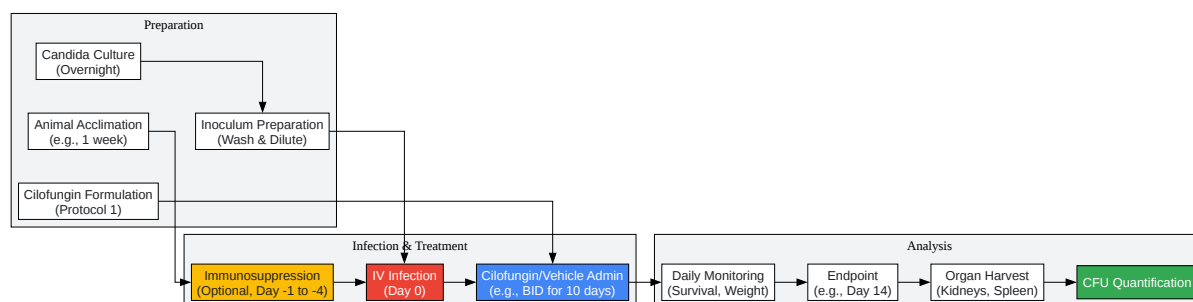 Preparation
Candida Culture
(Overnight)
Animal Acclimation
(e.g., 1 week)
Inoculum Preparation
(Wash & Dilute)
Cilofungin Formulation
(Protocol 1)
Infection & Treatment
Immunosuppression
(Optional, Day -1 to -4)
IV Infection
(Day 0)
Cilofungin/Vehicle Admin
(e.g., BID for 10 days)
Analysis
Daily Monitoring
(Survival, Weight)
Endpoint
(e.g., Day 14)
Organ Harvest
(Kidneys, Spleen)
CFU Quantification